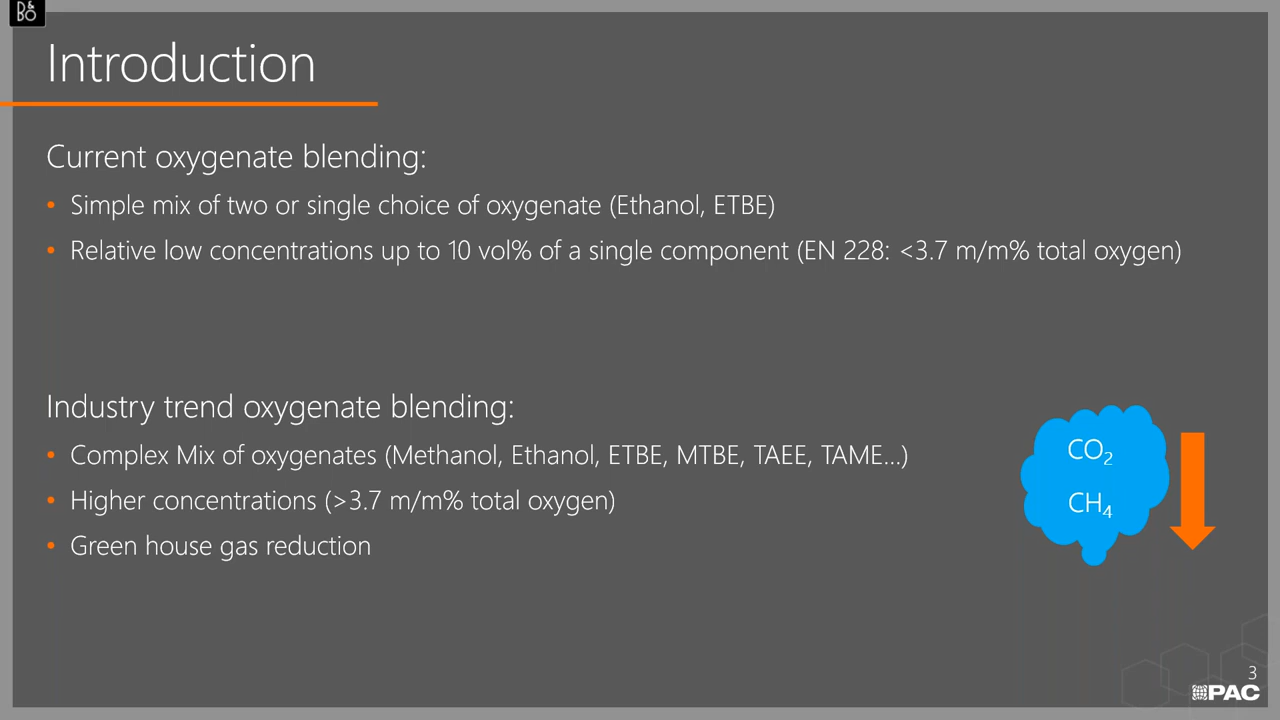 B&O
Introduction
Current oxygenate blending:
• Simple mix of two or single choice of oxygenate (Ethanol, ETBE)
• Relative low concentrations up to 10 vol% of a single component (EN 228: <3.7 m/m% total oxygen)
Industry trend oxygenate blending:
• Complex Mix of oxygenates (Methanol, Ethanol, ETBE, MTBE, TAEE, TAME…)
• Higher concentrations (>3.7 m/m% total oxygen)
• Green house gas reduction
CO₂
CH₄
3
PAC